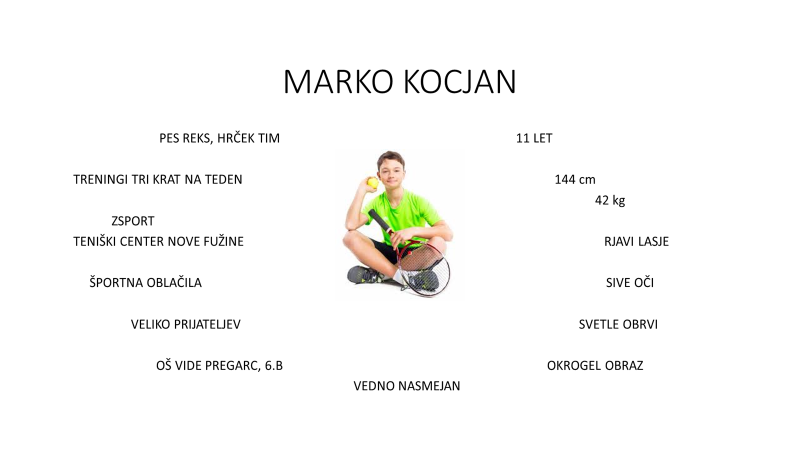 MARKO KOCJAN
PES REKS, HRČEK TIM
11 LET
TRENINGI TRI KRAT NA TEDEN
144 cm
42 kg
ZSPORT
TENIŠKI CENTER NOVE FUŽINE
RJAVI LASJE
ŠPORTNA OBLAČILA
SIVE OČI
VELIKO PRIJATELJEV
SVETLE OBRVI
OŠ VIDE PREGARC, 6.B
OKROGEL OBRAZ
VEDNO NASMEJAN